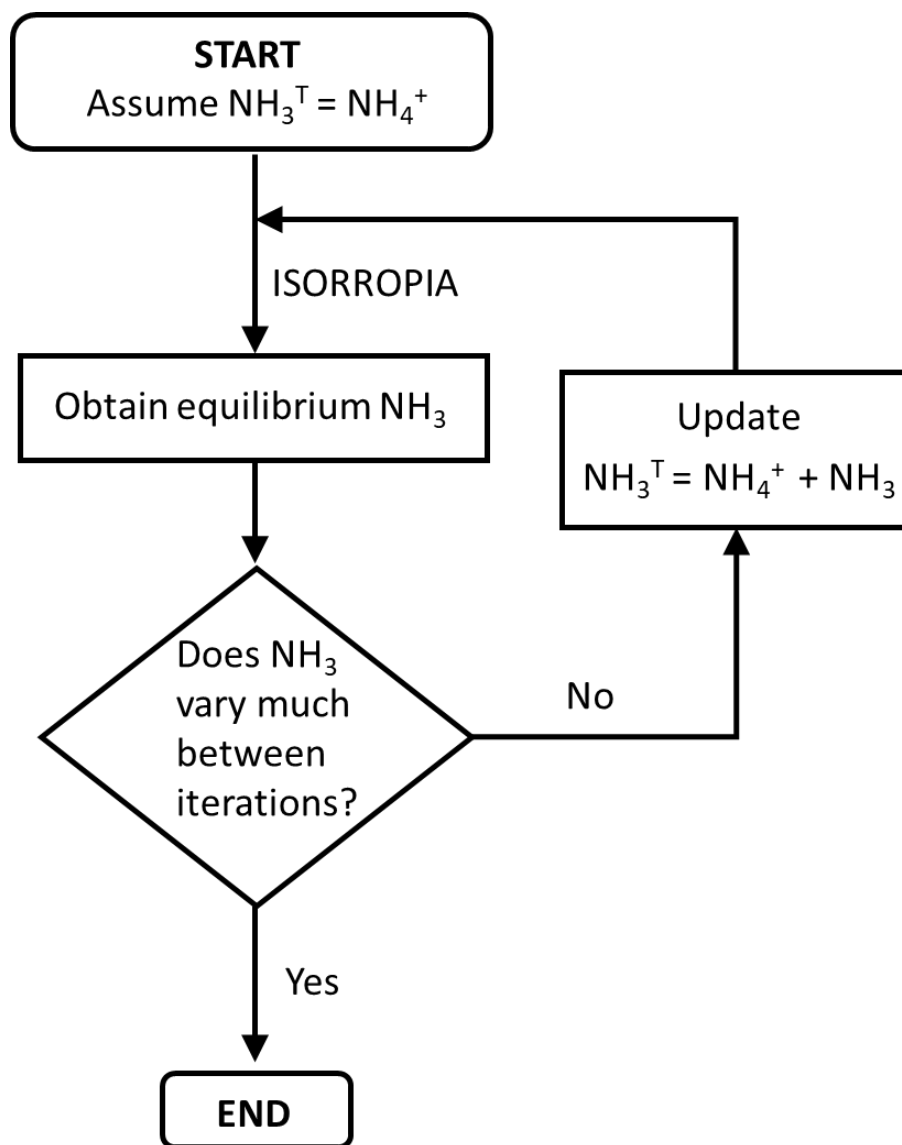 START
Assume NH₃ᵀ = NH₄⁺
ISORROPIA
Obtain equilibrium NH₃
Update
NH₃ᵀ = NH₄⁺ + NH₃
Does NH₃
vary much
between
iterations?
No
Yes
END